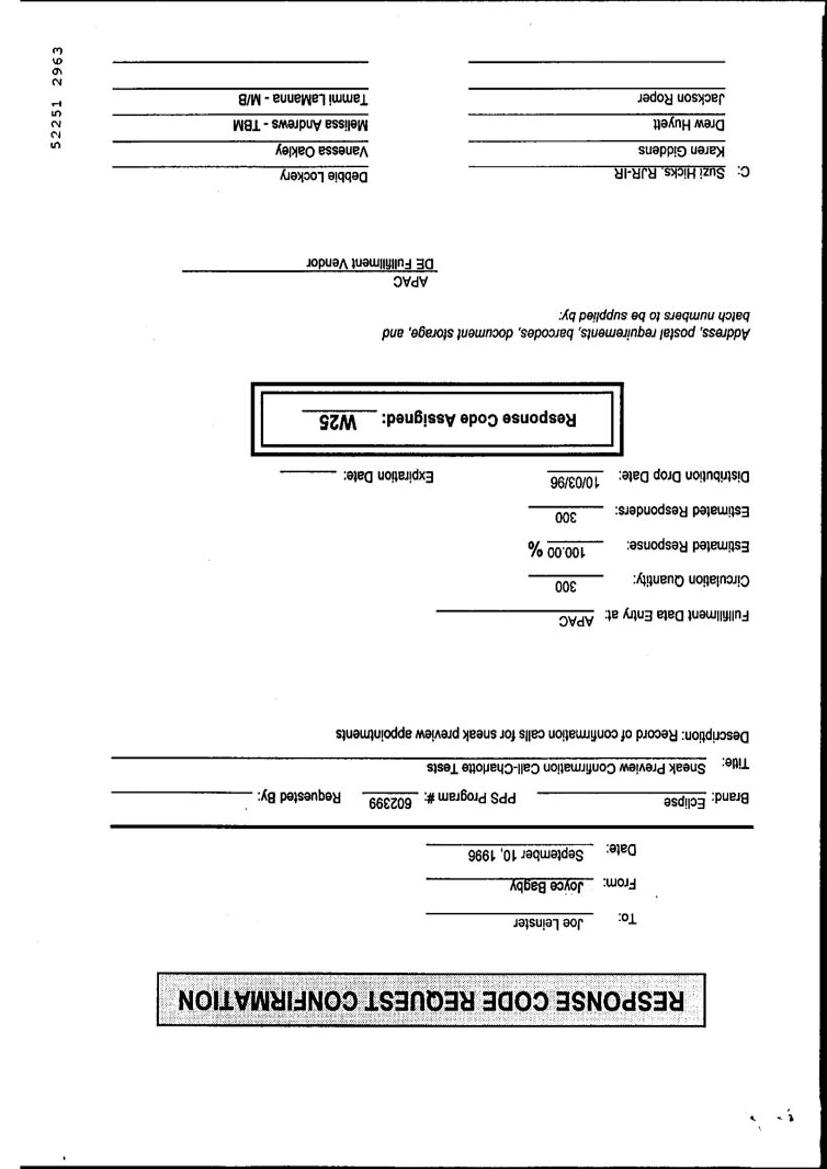 RESPONSE CODE REQUEST CONFIRMATION
To: Joe Leinster
From: Joyce Bagby
Date: September 10, 1996
Brand: Eclipse PPS Program #: 602399 Requested By:
Title: Sneak Preview Confirmation Call-Charlotte Tests
Description: Record of confirmation calls for sneak preview appointments
Fullfillment Data Entry at: APAC
Circulation Quantity: 300
Estimated Response: 100.00 %
Estimated Responders: 300
Distribution Drop Date: 10/03/96 Expiration Date:
Response Code Assigned: W25
Address, postal requirements, barcodes, document storage, and
batch numbers to be supplied by:
APAC
DE Fullfillment Vendor
C: Suzi Hicks, RJR-IR Debbie Lockery
Karen Giddens Vanessa Oakley
Drew Huyett Melissa Andrews - TBM
Jackson Roper Tammi LaManna - M/B
52251 2963